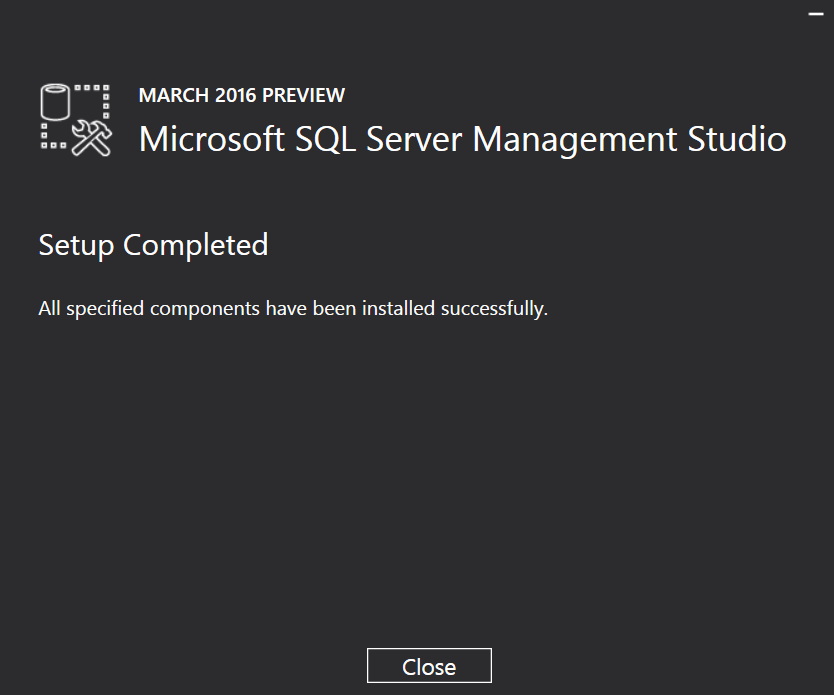 MARCH 2016 PREVIEW
Microsoft SQL Server Management Studio
Setup Completed
All specified components have been installed successfully.
Close